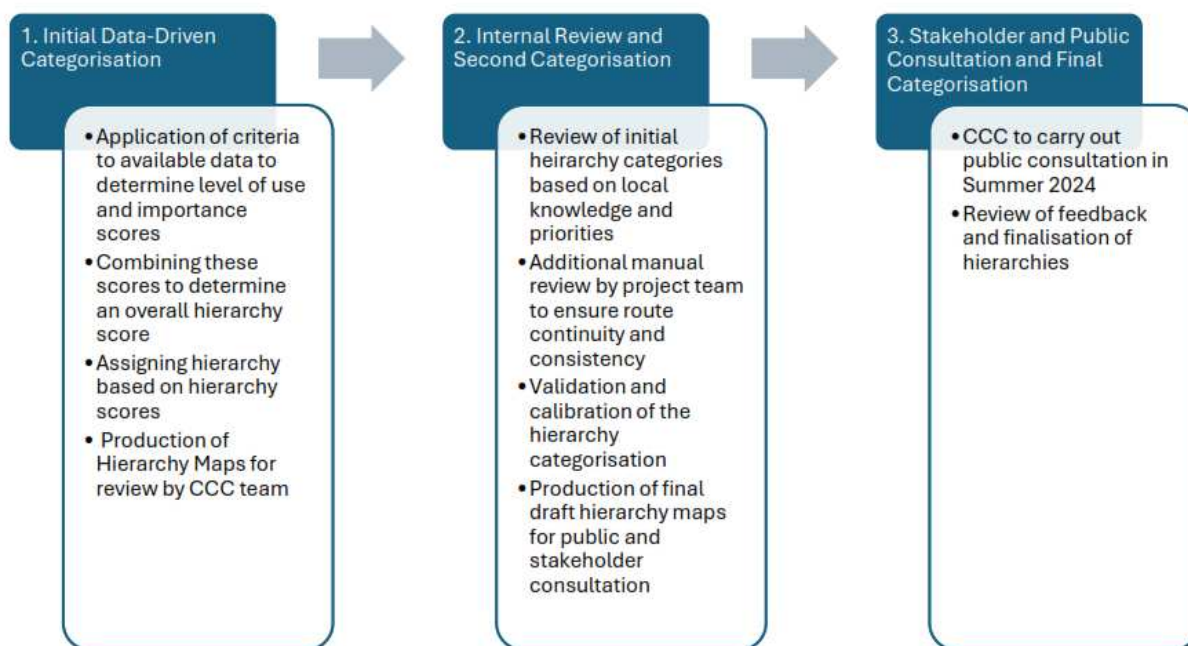 1. Initial Data-Driven
Categorisation
•Application of criteria
to available data to
determine level of use
and importance
scores
•Combining these
scores to determine
an overall hierarchy
score
•Assigning hierarchy
based on hierarchy
scores
• Production of
Hierarchy Maps for
review by CCC team
2. Internal Review and
Second Categorisation
•Review of initial
heirarchy categories
based on local
knowledge and
priorities
•Additional manual
review by project team
to ensure route
continuity and
consistency
•Validation and
calibration of the
hierarchy
categorisation
•Production of final
draft hierarchy maps
for public and
stakeholder
consultation
3. Stakeholder and Public
Consultation and Final
Categorisation
•CCC to carry out
public consultation in
Summer 2024
•Review of feedback
and finalisation of
hierarchies